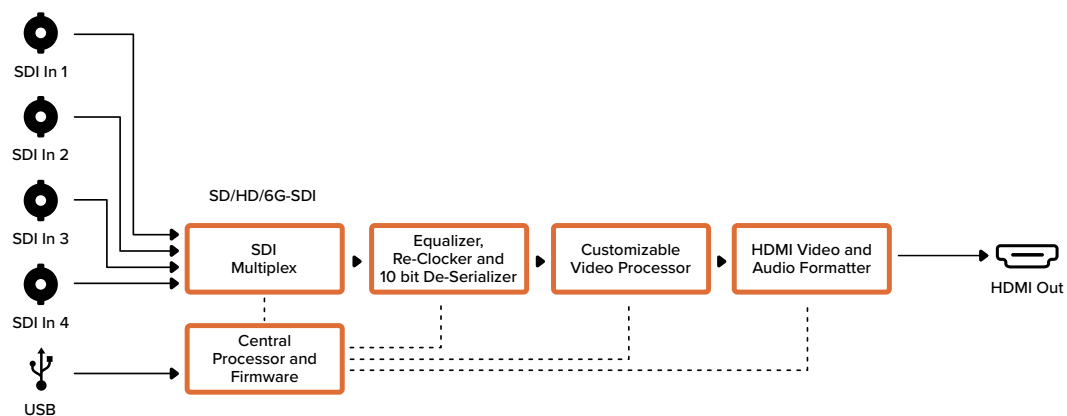 SDI In 1
SDI In 2
SDI In 3
SDI In 4
USB
SD/HD/6G-SDI
SDI
Multiplex
Equalizer,
Re-Clocker and
10 bit De-Serializer
Customizable
Video Processor
HDMI Video and
Audio Formatter
HDMI Out
Central
Processor and
Firmware